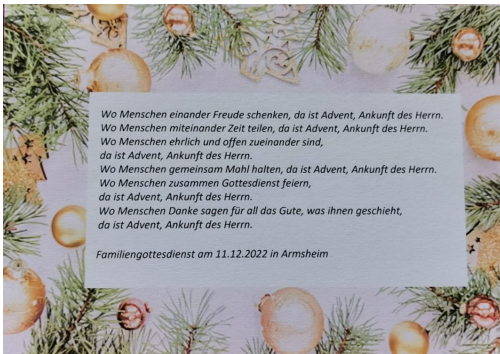 Wo Menschen einander Freude schenken, da ist Advent, Ankunft des Herrn.
Wo Menschen miteinander Zeit teilen, da ist Advent, Ankunft des Herrn.
Wo Menschen ehrlich und offen zueinander sind,
da ist Advent, Ankunft des Herrn.
Wo Menschen gemeinsam Mahl halten, da ist Advent, Ankunft des Herrn.
Wo Menschen zusammen Gottesdienst feiern,
da ist Advent, Ankunft des Herrn.
Wo Menschen Danke sagen für all das Gute, was ihnen geschieht,
da ist Advent, Ankunft des Herrn.
Familiengottesdienst am 11.12.2022 in Armsheim